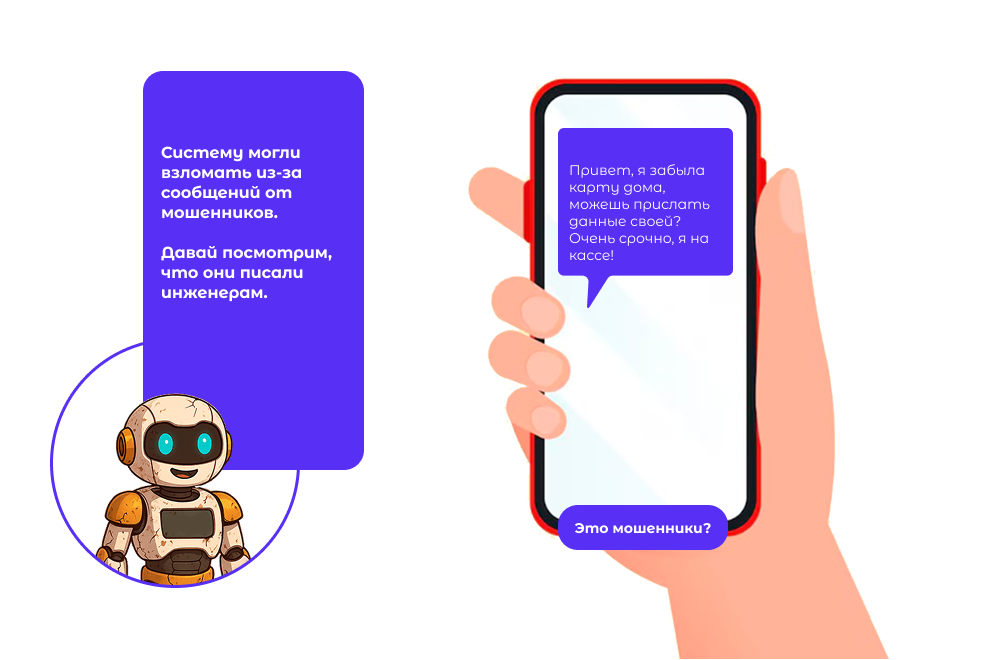 Систему могли
взломать из-за
сообщений от
мошенников.
Давай посмотрим,
что они писали
инженерам.
Привет, я забыла
карту дома,
можешь прислать
данные своей?
Очень срочно, я на
кассе!
Это мошенники?